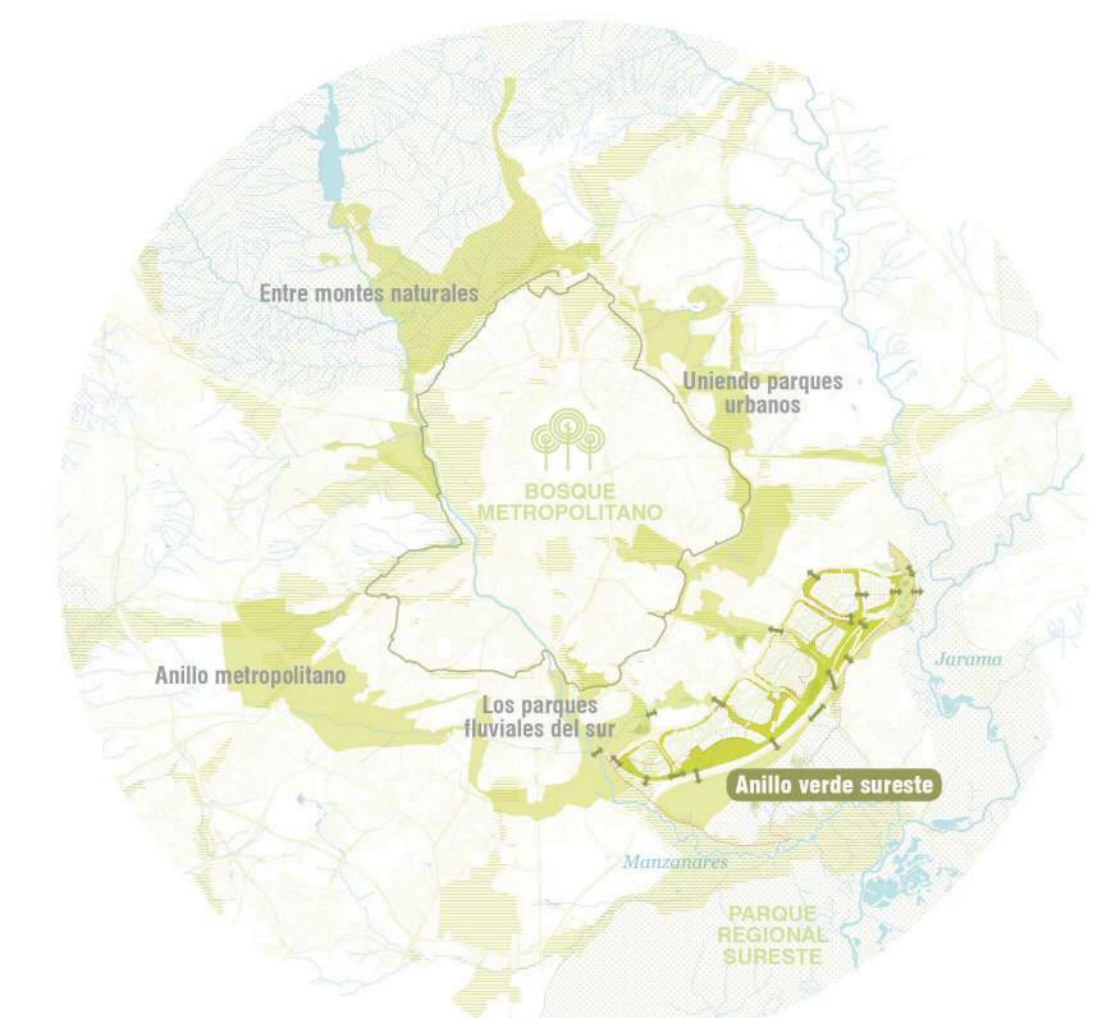 Entre montes naturales
Uniendo parques
urbanos
BOSQUE
METROPOLITANO
Jarama
Anillo metropolitano
Los parques
fluviales del sur
Anillo verde sureste
Manzanares
PARQUE
REGIONAL
SURESTE